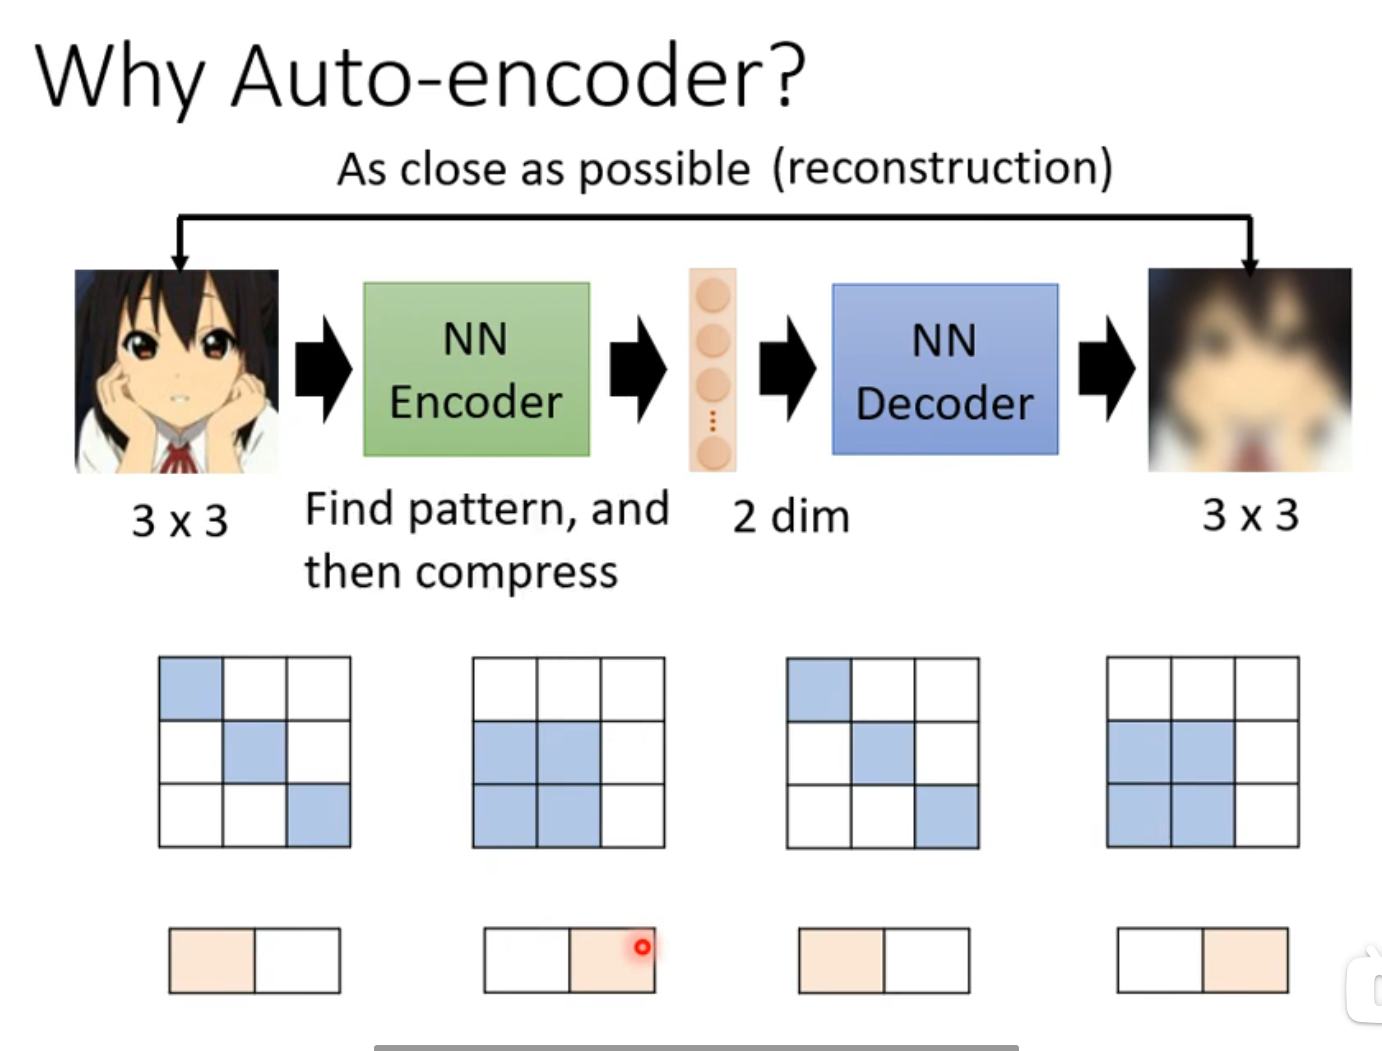 Why Auto-encoder?
As close as possible (reconstruction)
NN
Encoder
NN
Decoder
3 x 3
Find pattern, and
then compress
2 dim
3 x 3